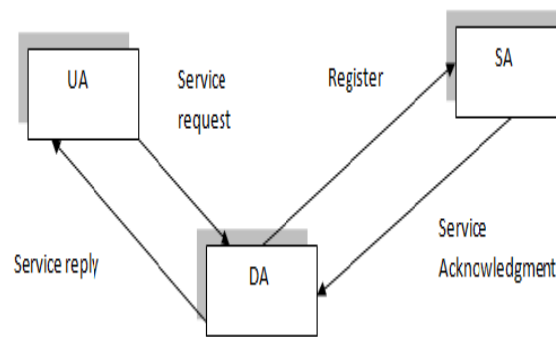 UA
Service
request
Register
SA
Service reply
DA
Service
Acknowledgment